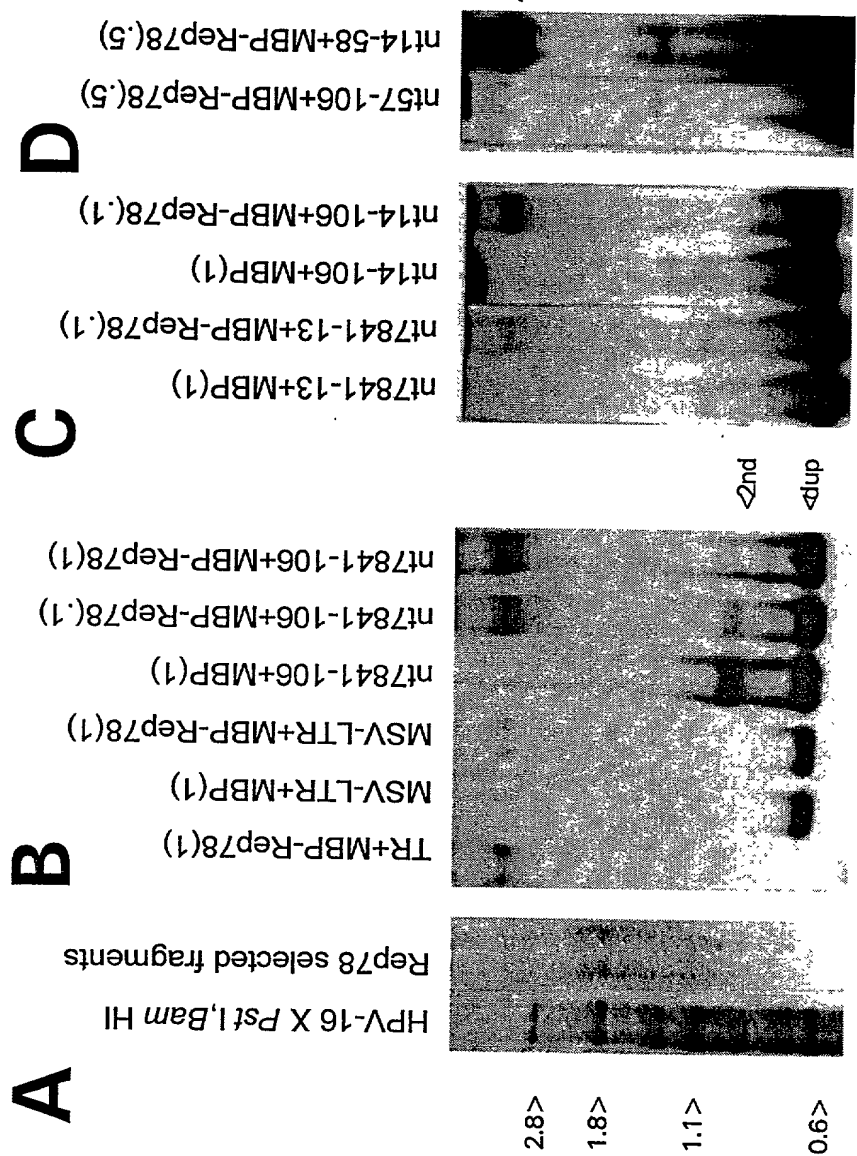 A
HPV-16 X Pst I,Bam HI
Rep78 selected fragments
2.8>
1.8>
1.1>
0.6>
B
TR+MBP-Rep78(1)
MSV-LTR+MBP(1)
MSV-LTR+MBP-Rep78(1)
nt7841-106+MBP(1)
nt7841-106+MBP-Rep78(.1)
nt7841-106+MBP-Rep78(1)
<2nd
<dup
C
nt7841-13+MBP(1)
nt7841-13+MBP-Rep78(.1)
nt14-106+MBP(1)
nt14-106+MBP-Rep78(.1)
D
nt57-106+MBP-Rep78(.5)
nt14-58+MBP-Rep78(.5)